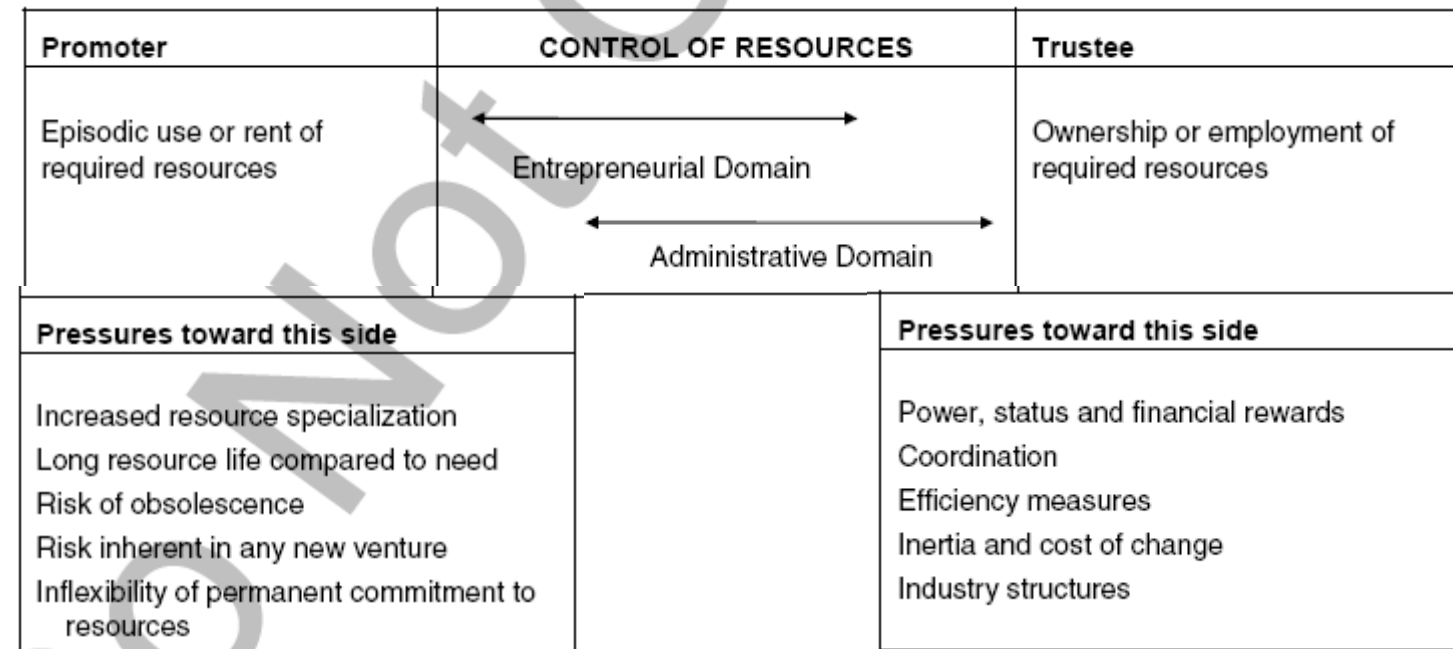 Promoter
CONTROL OF RESOURCES
Trustee
Episodic use or rent of
required resources
Entrepreneurial Domain
Administrative Domain
Ownership or employment of
required resources
Pressures toward this side
Increased resource specialization
Long resource life compared to need
Risk of obsolescence
Risk inherent in any new venture
Inflexibility of permanent commitment to
resources
Pressures toward this side
Power, status and financial rewards
Coordination
Efficiency measures
Inertia and cost of change
Industry structures
Not